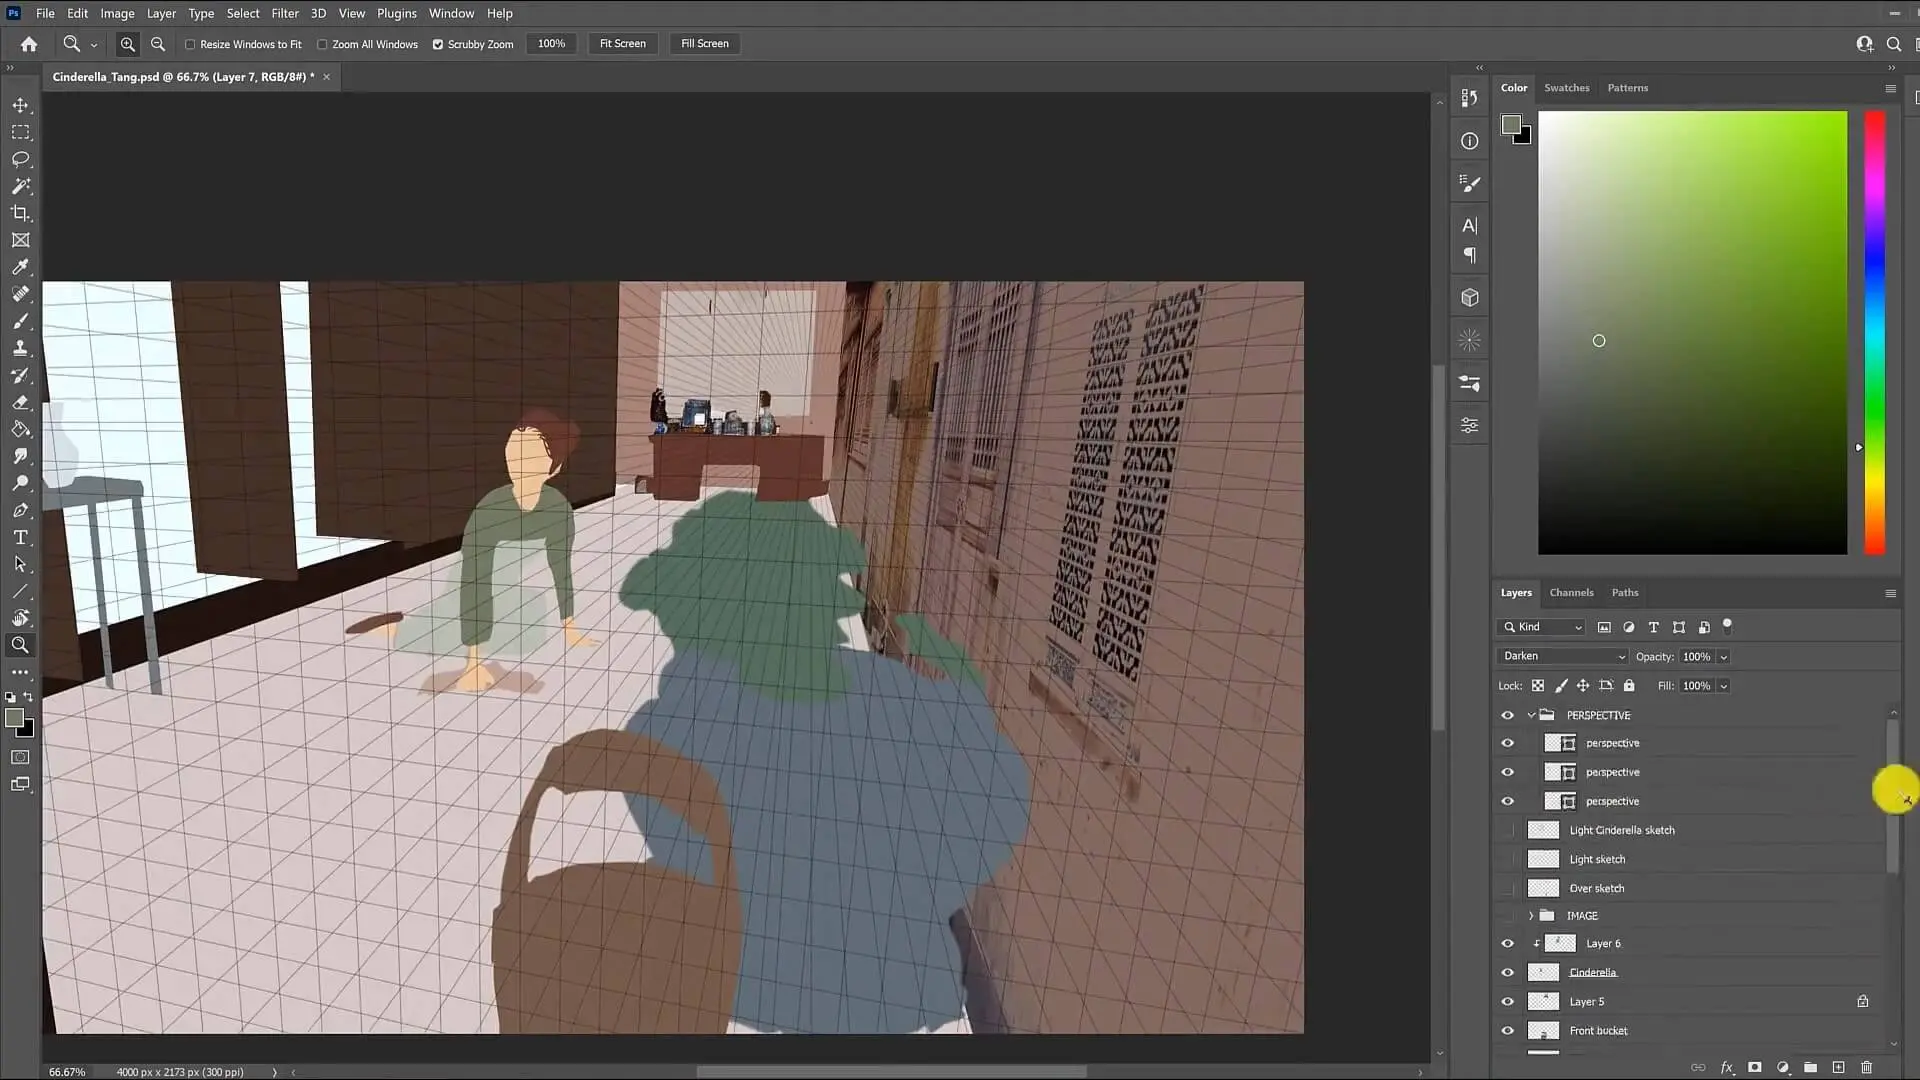 Ps File Edit Image Layer Type Select Filter 3D View Plugins Window Help
Resize Windows to Fit Zoom All Windows Scrubby Zoom 100% Fit Screen Fill Screen
Cinderella_Tang.psd @ 66.7% (Layer 7, RGB/8#) * ×
Color Swatches Patterns
Layers Channels Paths
Kind
Darken Opacity: 100%
Lock: Fill: 100%
PERSPECTIVE
perspective
perspective
perspective
Light Cinderella sketch
Light sketch
Over sketch
IMAGE
Layer 6
Cinderella
Layer 5
Front bucket
66.67% 4000 px x 2173 px (300 ppi)